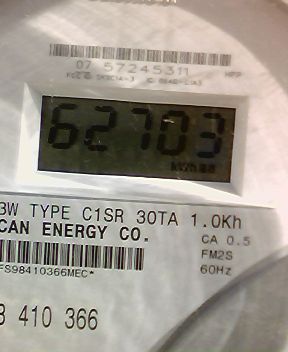 07 57245311
62703
3W TYPE C1SR 30TA 1.0Kh
CAN ENERGY CO.
CA 0.5
FM2S
60Hz
FS98410366MEC*
3 410 366